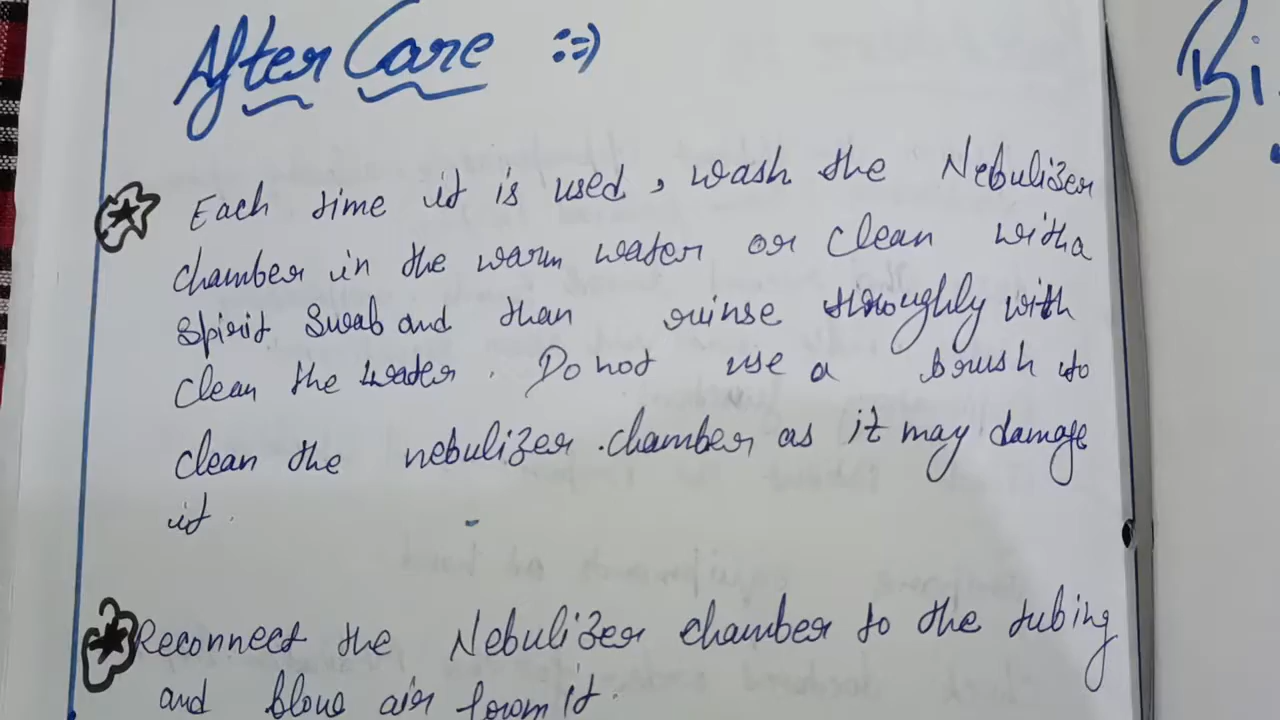 After Care :=)
Each time it is used, wash the Nebulizer
chamber in the warm water or clean with a
spirit swab and than rinse thoroughly with
clean the water. Do not use a brush to
clean the nebulizer chamber as it may damage
it.
Reconnect the Nebulizer chamber to the tubing
and blow air from it.
Bi